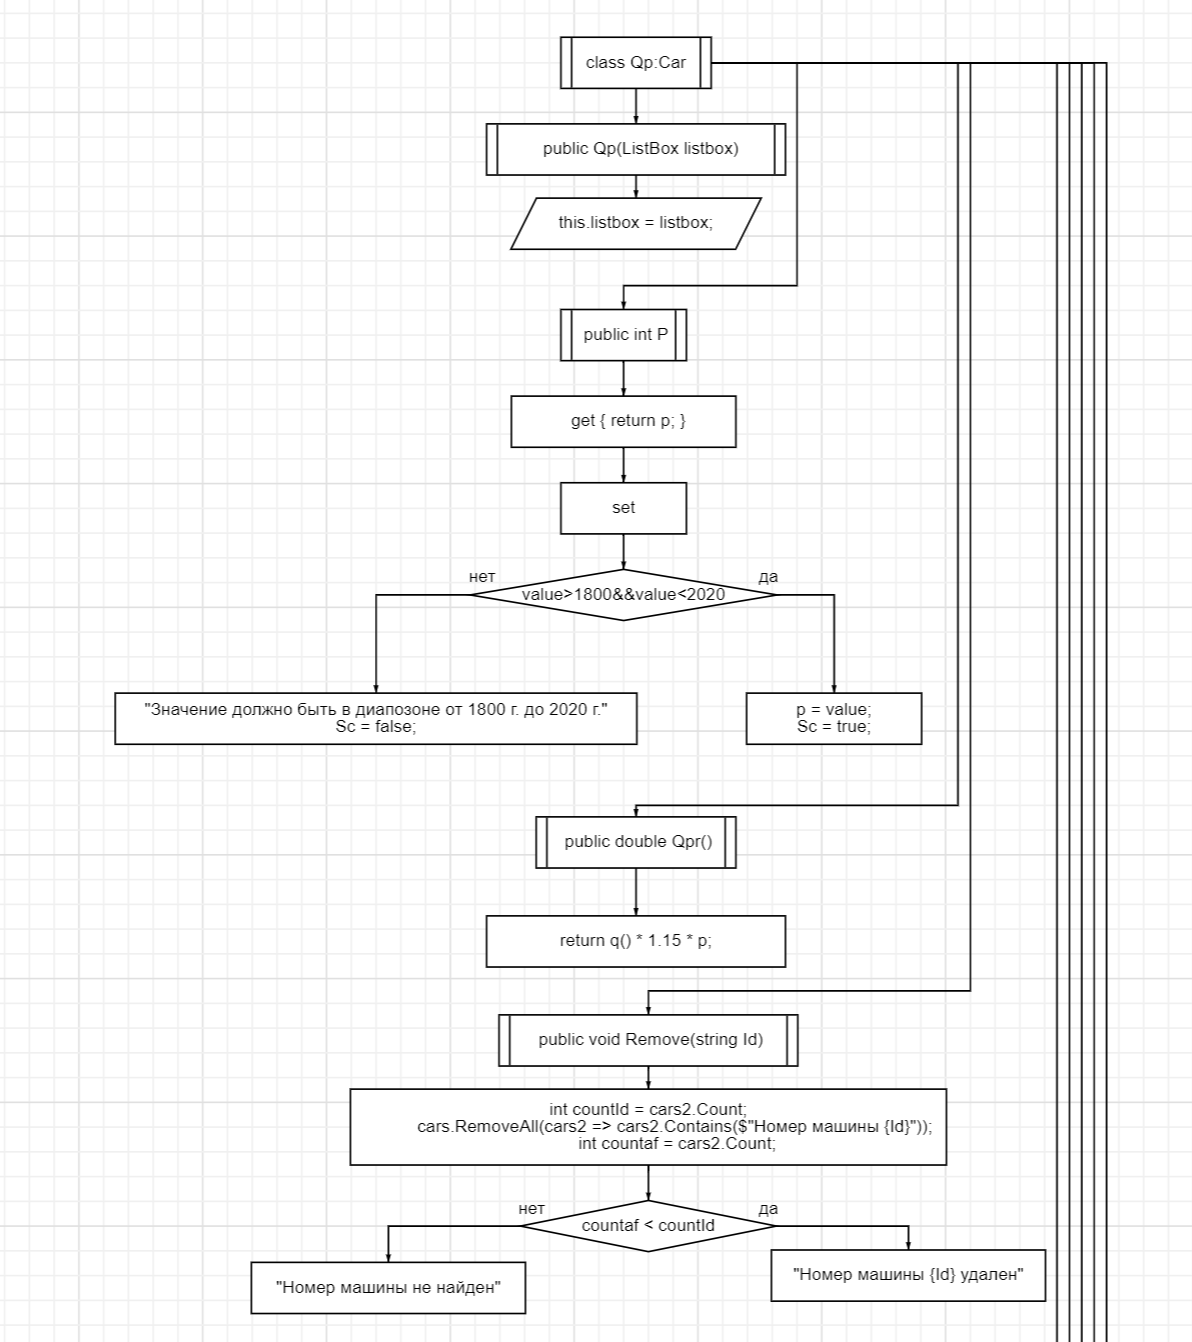 class Qp:Car
public Qp(ListBox listbox)
this.listbox = listbox;
public int P
get { return p; }
set
нет
да
value>1800&&value<2020
"Значение должно быть в диапозоне от 1800 г. до 2020 г."
Sc = false;
p = value;
Sc = true;
public double Qpr()
return q() * 1.15 * p;
public void Remove(string Id)
int countId = cars2.Count;
cars.RemoveAll(cars2 => cars2.Contains($"Номер машины {Id}"));
int countaf = cars2.Count;
нет
да
countaf < countId
"Номер машины не найден"
"Номер машины {Id} удален"